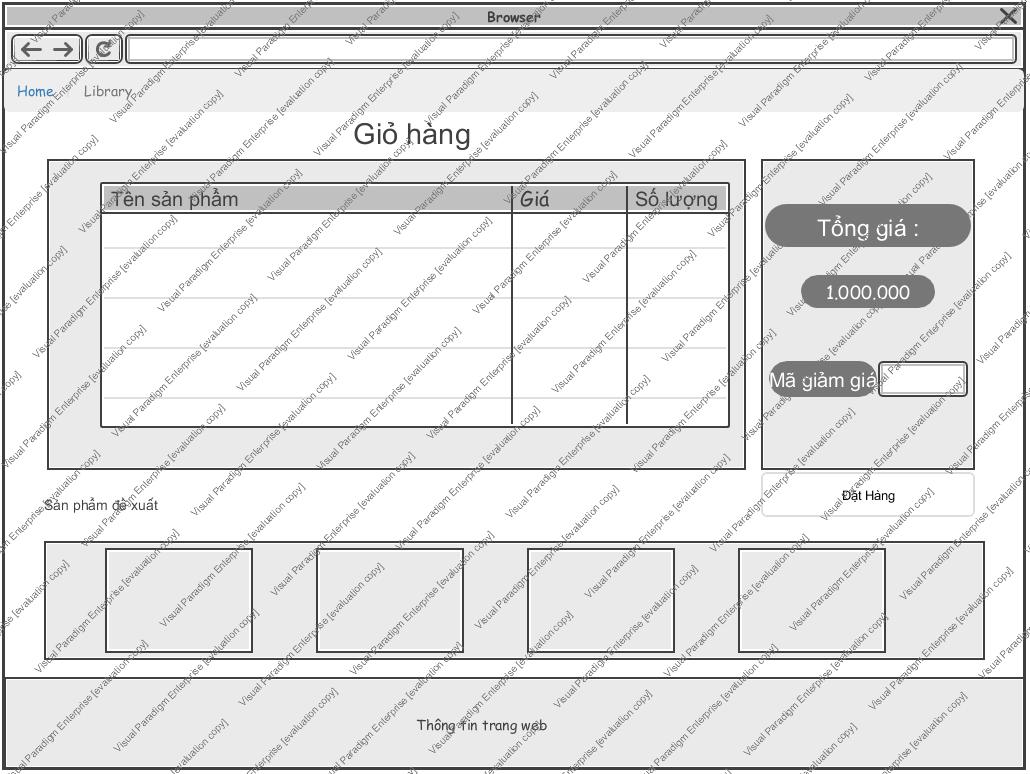 Browser
Home Library
Giỏ hàng
Tên sản phẩm Giá Số lượng
Tổng giá :
1.000.000
Mã giảm giá
Đặt Hàng
Sản phẩm đề xuất
Thông tin trang web
Visual Paradigm Enterprise [evaluation copy]